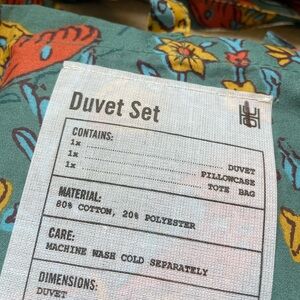 Duvet Set
CONTAINS:
1x ........................ DUVET
1x ........................ PILLOWCASE
1x ........................ TOTE BAG
MATERIAL:
80% COTTON, 20% POLYESTER
CARE:
MACHINE WASH COLD SEPARATELY
DIMENSIONS:
DUVET